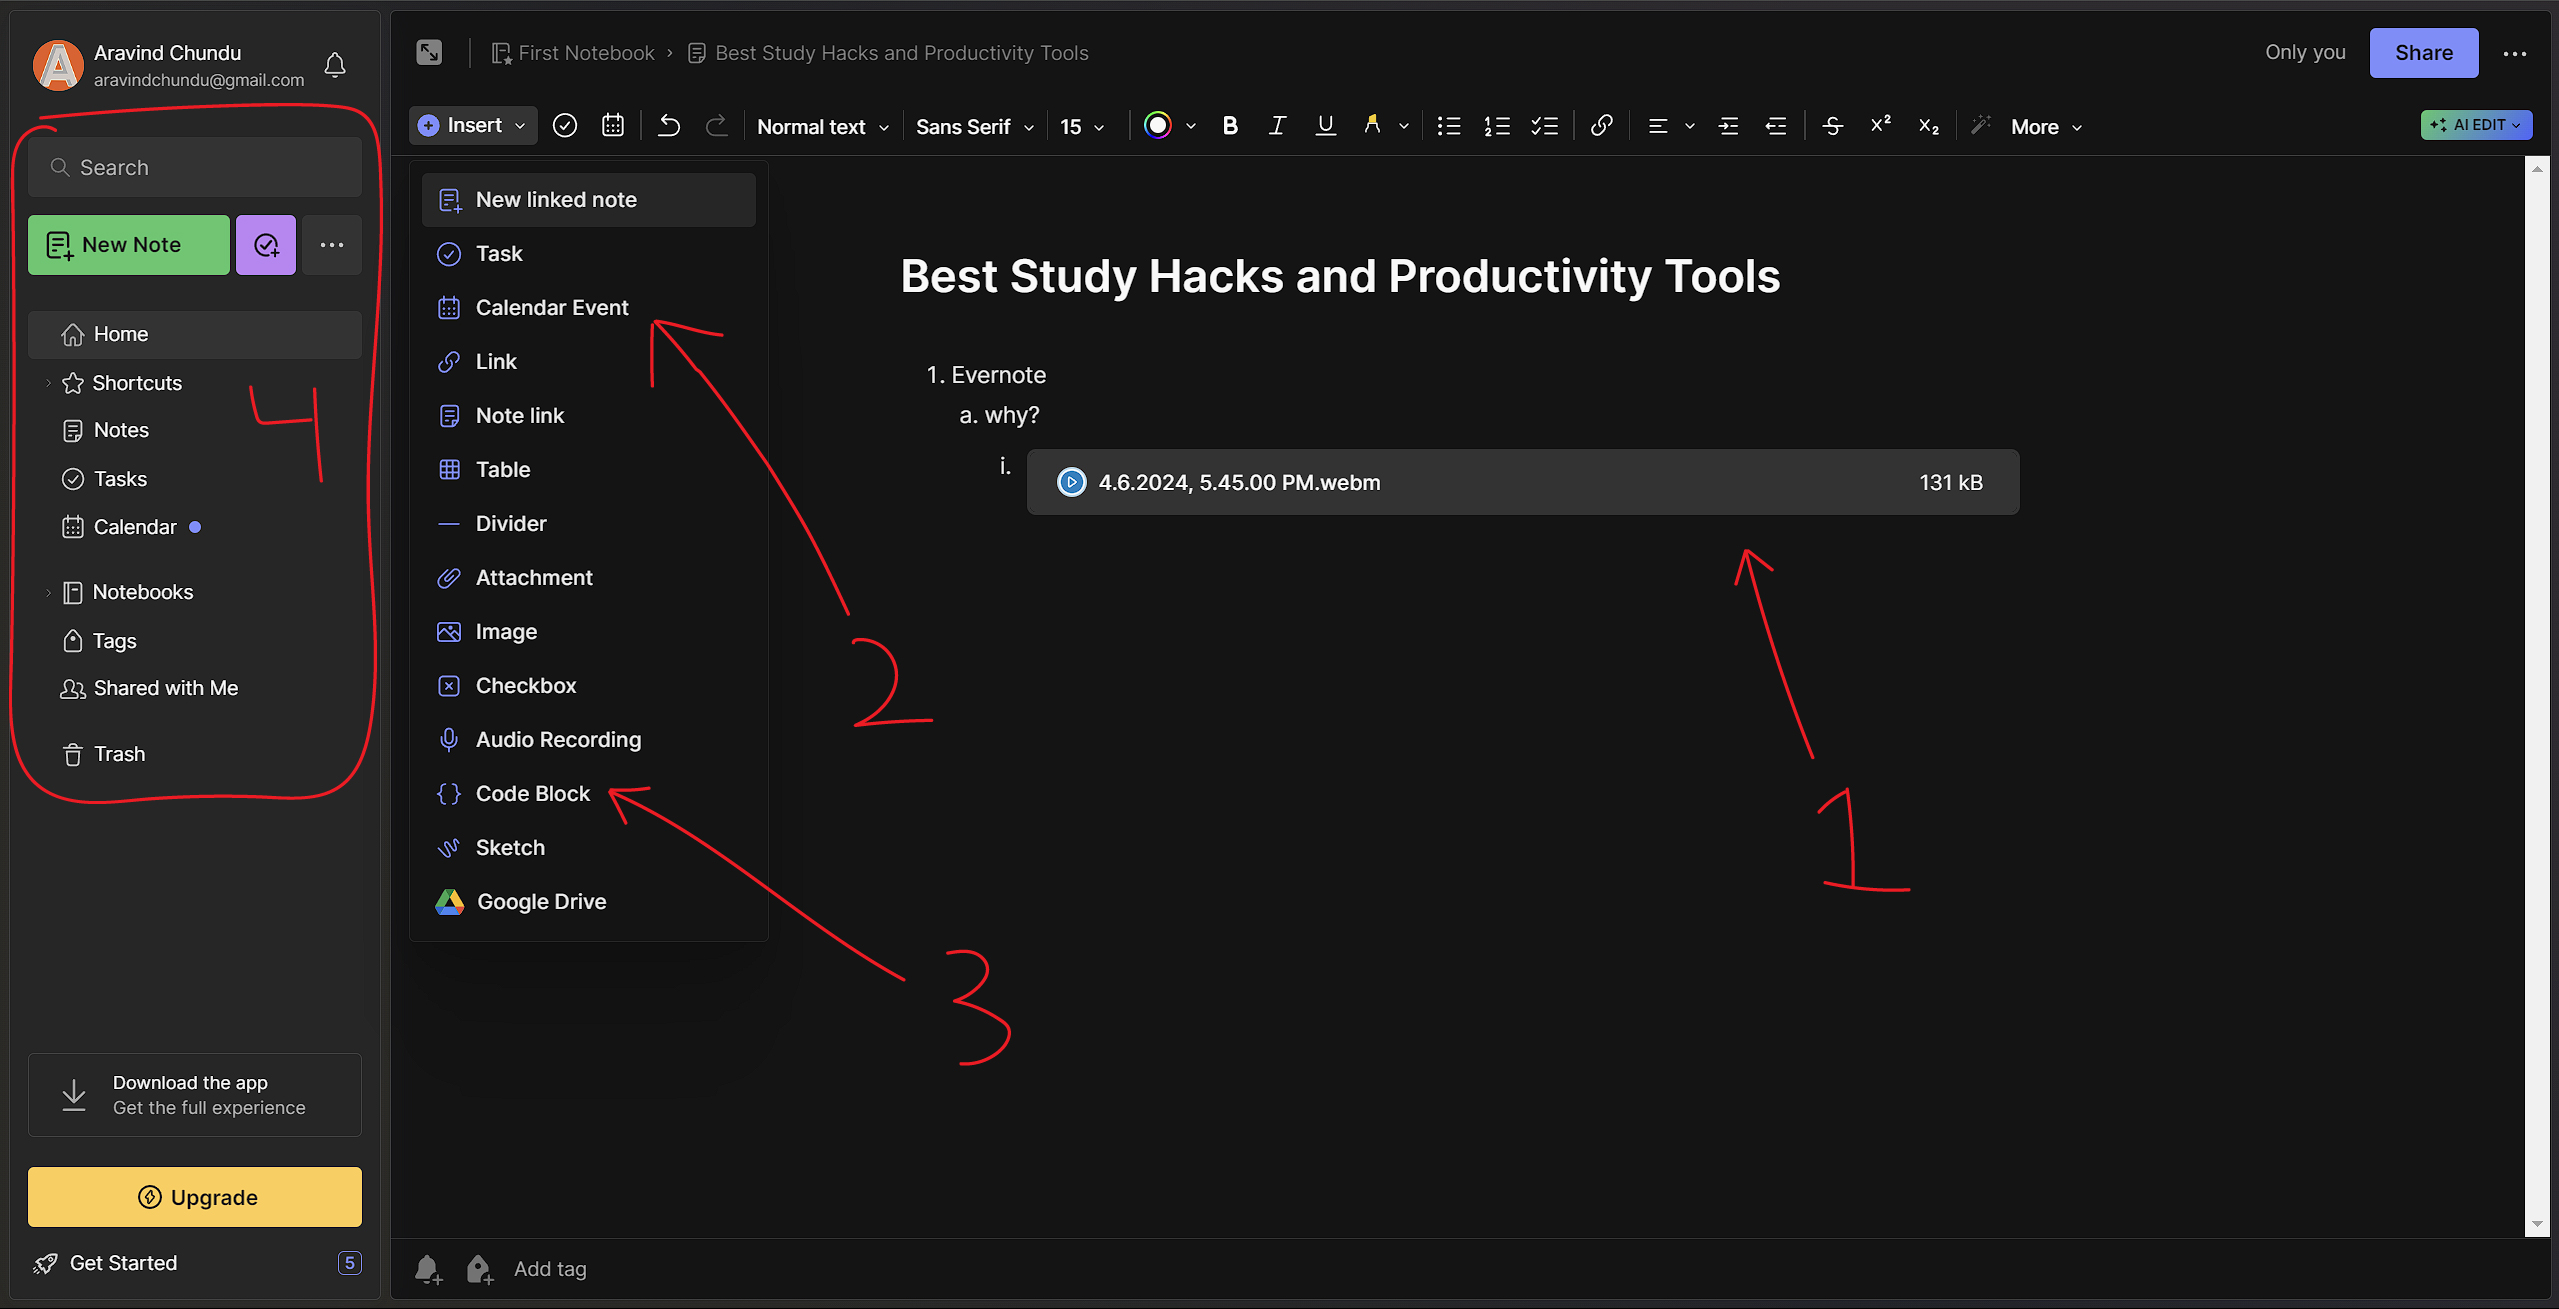 Aravind Chundu
aravindchundu@gmail.com
Search
New Note
Home
Shortcuts
Notes
Tasks
Calendar
Notebooks
Tags
Shared with Me
Trash
4
Download the app
Get the full experience
Upgrade
Get Started 5
First Notebook › Best Study Hacks and Productivity Tools
Only you Share
Insert Normal text Sans Serif 15 B I U x² x₂ More AI EDIT
New linked note
Task
Calendar Event
Link
Note link
Table
Divider
Attachment
Image
Checkbox
Audio Recording
Code Block
Sketch
Google Drive
Best Study Hacks and Productivity Tools
1. Evernote
a. why?
i. 4.6.2024, 5.45.00 PM.webm 131 kB
2
1
3
Add tag